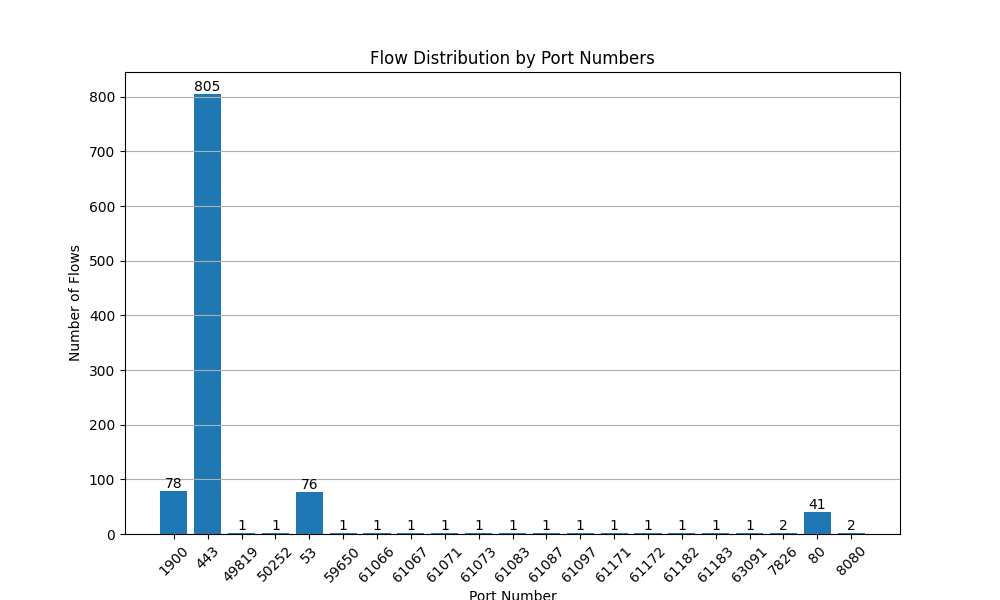 Flow Distribution by Port Numbers
Number of Flows
800
700
600
500
400
300
200
100
0
78 805 1 1 76 1 1 1 1 1 1 1 1 1 1 1 1 1 2 41 2
1900 443 49819 50252 53 59650 61066 61067 61071 61073 61083 61087 61097 61171 61172 61182 61183 63091 7826 80 8080
Port Number